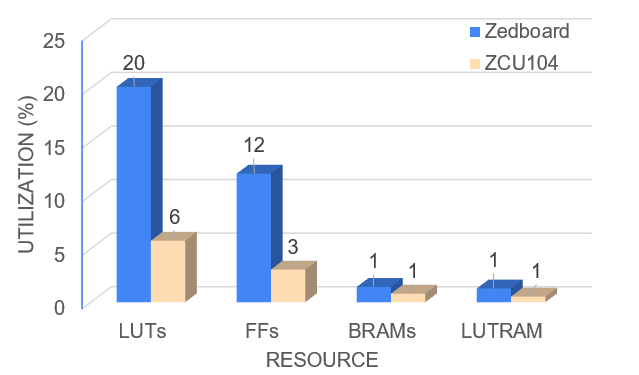 Zedboard
ZCU104
UTILIZATION (%)
25
20
15
10
5
0
20
6
12
3
1
1
1
1
LUTs
FFs
BRAMs
LUTRAM
RESOURCE